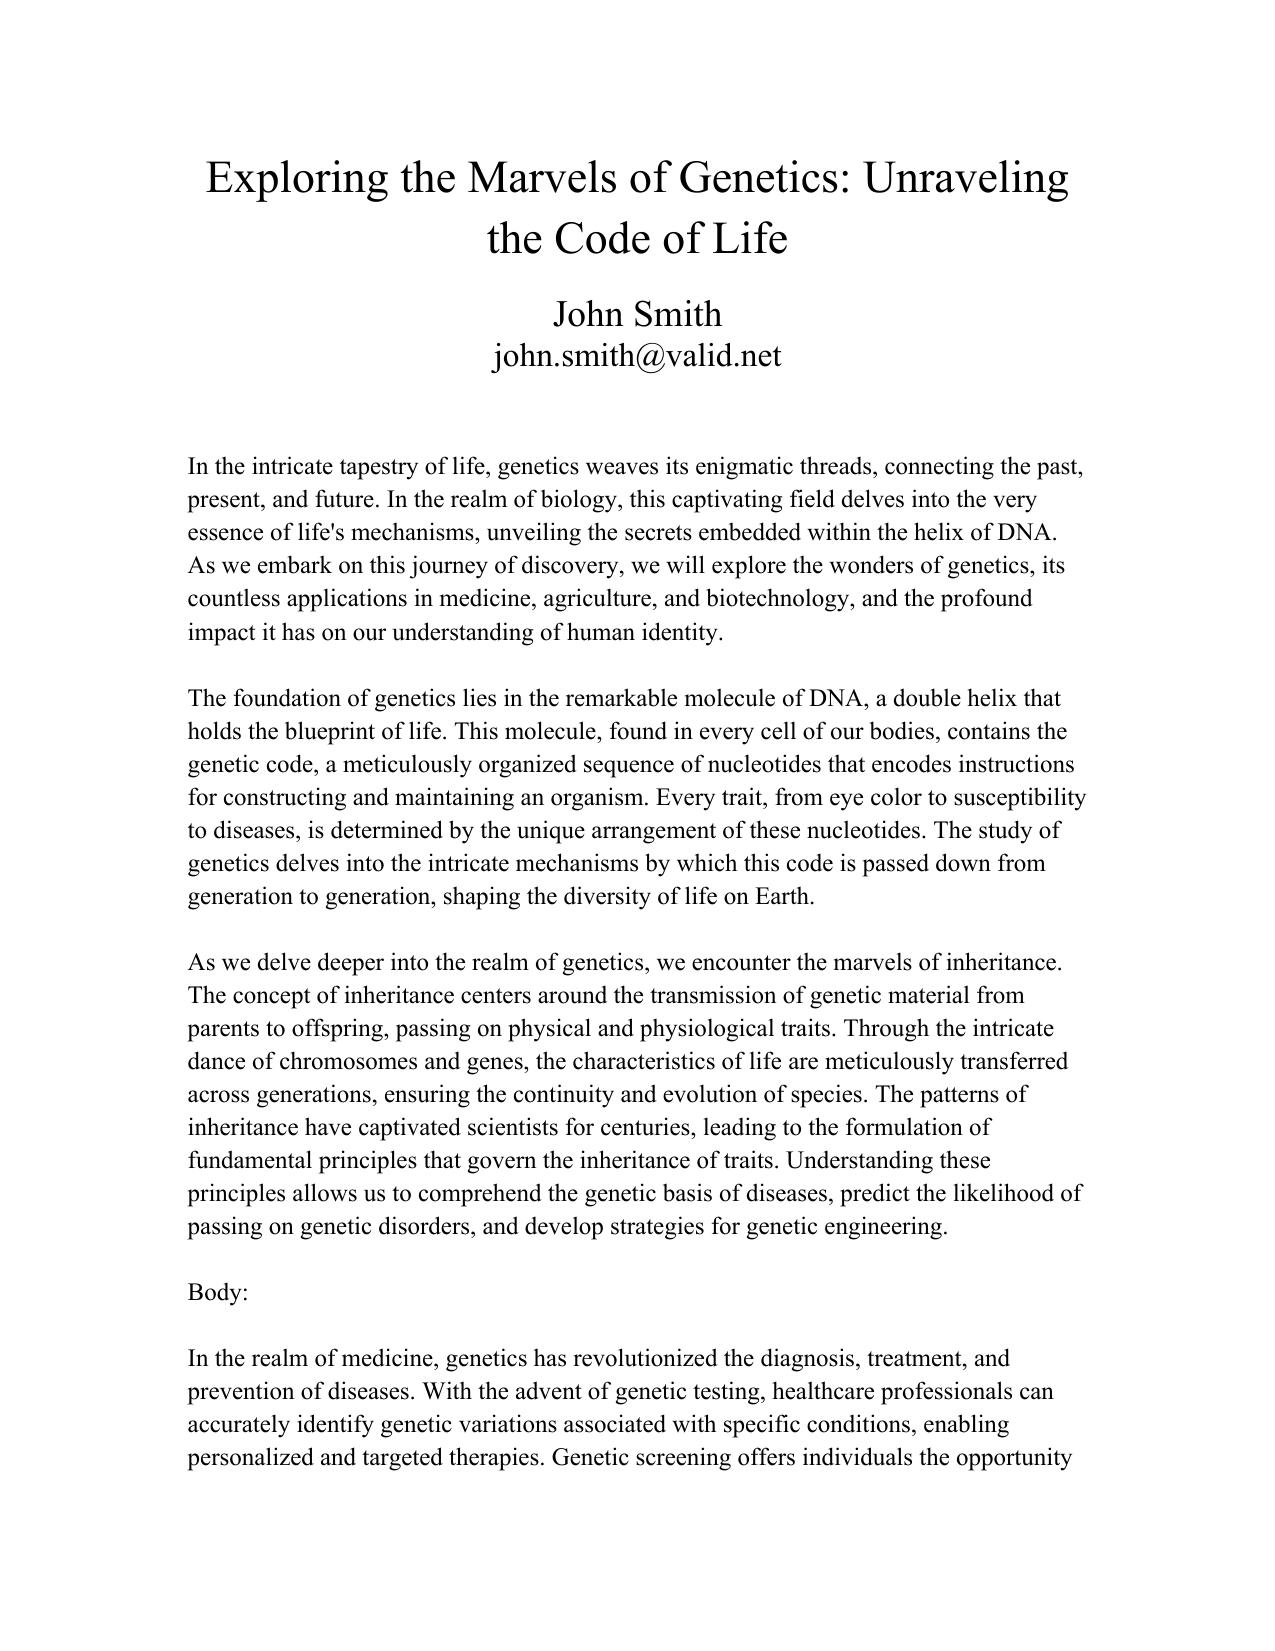 Exploring the Marvels of Genetics: Unraveling
the Code of Life
John Smith
john.smith@valid.net
In the intricate tapestry of life, genetics weaves its enigmatic threads, connecting the past,
present, and future. In the realm of biology, this captivating field delves into the very
essence of life's mechanisms, unveiling the secrets embedded within the helix of DNA.
As we embark on this journey of discovery, we will explore the wonders of genetics, its
countless applications in medicine, agriculture, and biotechnology, and the profound
impact it has on our understanding of human identity.
The foundation of genetics lies in the remarkable molecule of DNA, a double helix that
holds the blueprint of life. This molecule, found in every cell of our bodies, contains the
genetic code, a meticulously organized sequence of nucleotides that encodes instructions
for constructing and maintaining an organism. Every trait, from eye color to susceptibility
to diseases, is determined by the unique arrangement of these nucleotides. The study of
genetics delves into the intricate mechanisms by which this code is passed down from
generation to generation, shaping the diversity of life on Earth.
As we delve deeper into the realm of genetics, we encounter the marvels of inheritance.
The concept of inheritance centers around the transmission of genetic material from
parents to offspring, passing on physical and physiological traits. Through the intricate
dance of chromosomes and genes, the characteristics of life are meticulously transferred
across generations, ensuring the continuity and evolution of species. The patterns of
inheritance have captivated scientists for centuries, leading to the formulation of
fundamental principles that govern the inheritance of traits. Understanding these
principles allows us to comprehend the genetic basis of diseases, predict the likelihood of
passing on genetic disorders, and develop strategies for genetic engineering.
Body:
In the realm of medicine, genetics has revolutionized the diagnosis, treatment, and
prevention of diseases. With the advent of genetic testing, healthcare professionals can
accurately identify genetic variations associated with specific conditions, enabling
personalized and targeted therapies. Genetic screening offers individuals the opportunity